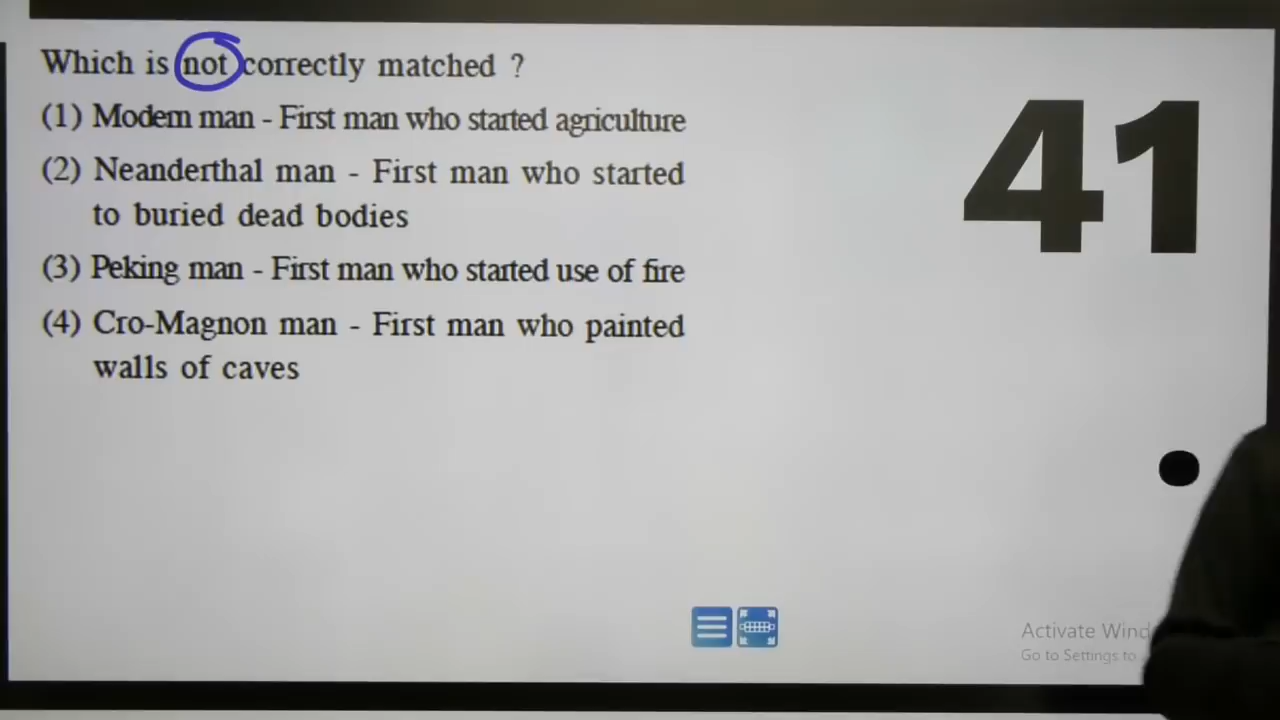 Which is not correctly matched ?
41
(1) Modern man - First man who started agriculture
(2) Neanderthal man - First man who started
to buried dead bodies
(3) Peking man - First man who started use of fire
(4) Cro-Magnon man - First man who painted
walls of caves
Activate Wind
Go to Settings to